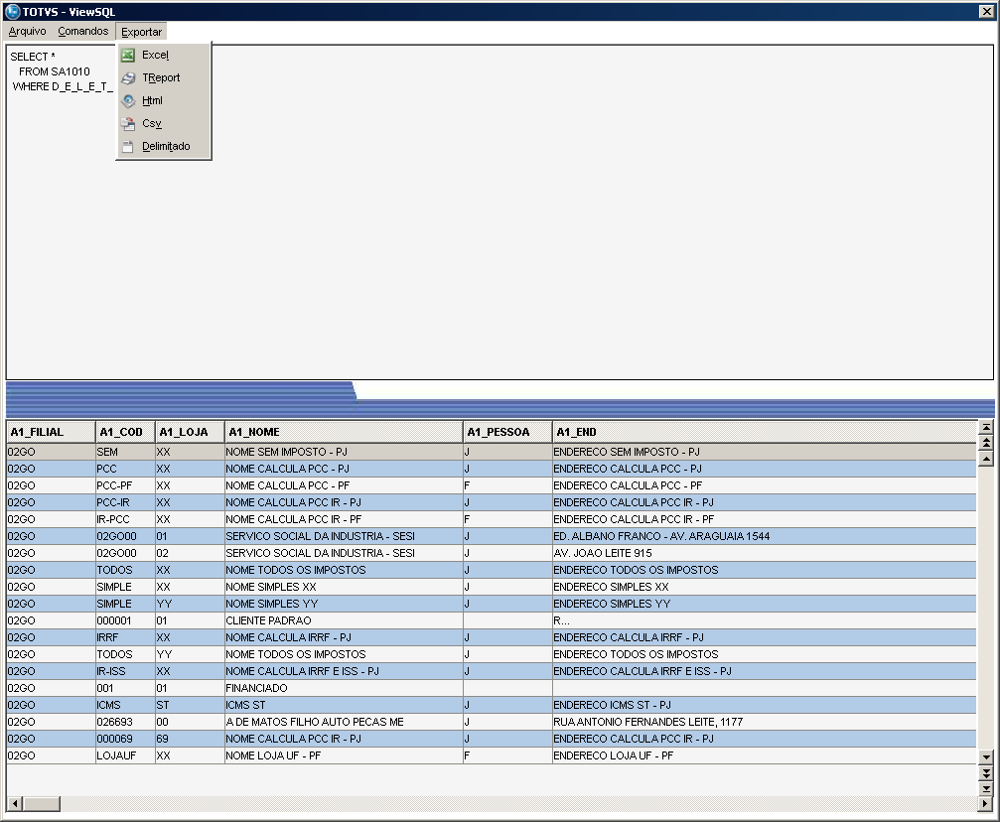 TOTVS - ViewSQL
Arquivo Comandos Exportar
SELECT *
FROM SA1010
WHERE D_E_L_E_T_
Excel
TReport
Html
Csv
Delimitado
A1_FILIAL A1_COD A1_LOJA A1_NOME A1_PESSOA A1_END
02GO SEM XX NOME SEM IMPOSTO - PJ J ENDERECO SEM IMPOSTO - PJ
02GO PCC XX NOME CALCULA PCC - PJ J ENDERECO CALCULA PCC - PJ
02GO PCC-PF XX NOME CALCULA PCC - PF F ENDERECO CALCULA PCC - PF
02GO PCC-IR XX NOME CALCULA PCC IR - PJ J ENDERECO CALCULA PCC IR - PJ
02GO IR-PCC XX NOME CALCULA PCC IR - PF F ENDERECO CALCULA PCC IR - PF
02GO 02GO00 01 SERVICO SOCIAL DA INDUSTRIA - SESI J ED. ALBANO FRANCO - AV. ARAGUAIA 1544
02GO 02GO00 02 SERVICO SOCIAL DA INDUSTRIA - SESI J AV. JOAO LEITE 915
02GO TODOS XX NOME TODOS OS IMPOSTOS J ENDERECO TODOS OS IMPOSTOS
02GO SIMPLE XX NOME SIMPLES XX J ENDERECO SIMPLES XX
02GO SIMPLE YY NOME SIMPLES YY J ENDERECO SIMPLES YY
02GO 000001 01 CLIENTE PADRAO R...
02GO IRRF XX NOME CALCULA IRRF - PJ J ENDERECO CALCULA IRRF - PJ
02GO TODOS YY NOME TODOS OS IMPOSTOS J ENDERECO TODOS OS IMPOSTOS
02GO IR-ISS XX NOME CALCULA IRRF E ISS - PJ J ENDERECO CALCULA IRRF E ISS - PJ
02GO 001 01 FINANCIADO
02GO ICMS ST ICMS ST J ENDERECO ICMS ST - PJ
02GO 026693 00 A DE MATOS FILHO AUTO PECAS ME J RUA ANTONIO FERNANDES LEITE, 1177
02GO 000069 69 NOME CALCULA PCC IR - PJ J ENDERECO CALCULA PCC IR - PJ
02GO LOJAUF XX NOME LOJA UF - PF F ENDERECO LOJA UF - PF